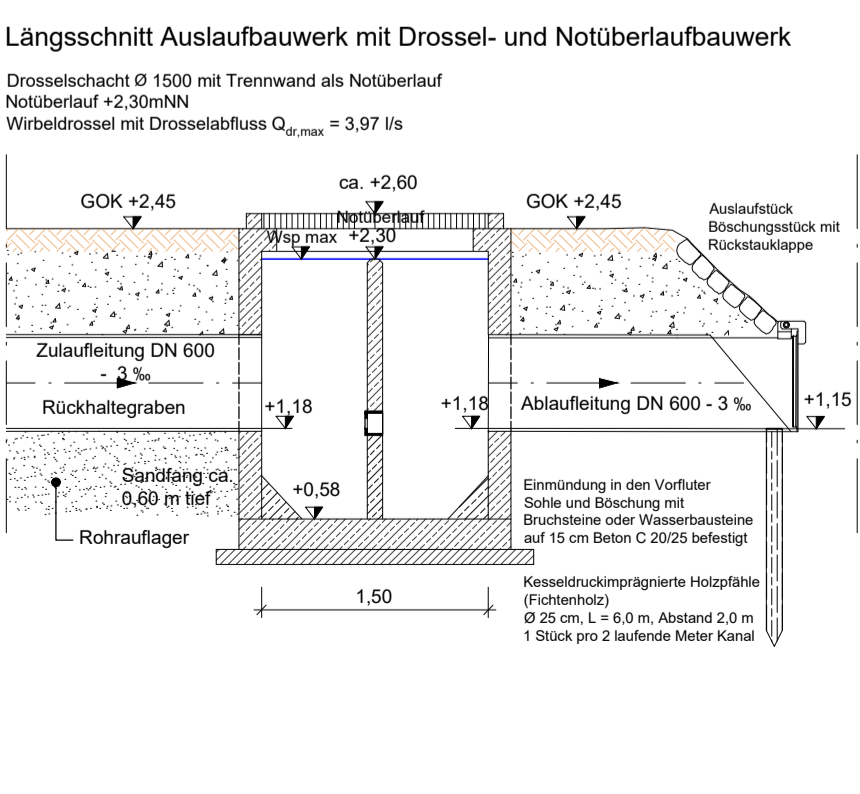 Längsschnitt Auslaufbauwerk mit Drossel- und Notüberlaufbauwerk
Drosselschacht Ø 1500 mit Trennwand als Notüberlauf
Notüberlauf +2,30mNN
Wirbeldrossel mit Drosselabfluss Qdr,max = 3,97 l/s
ca. +2,60
GOK +2,45
GOK +2,45
Auslaufstück
Böschungsstück mit
Rückstauklappe
Notüberlauf
Wsp max +2,30
Zulaufleitung DN 600
- 3 ‰
Rückhaltegraben
+1,18
+1,18
Ablaufleitung DN 600 - 3 ‰
+1,15
Sandfang ca.
0,60 m tief
+0,58
Rohrauflager
Einmündung in den Vorfluter
Sohle und Böschung mit
Bruchsteine oder Wasserbausteine
auf 15 cm Beton C 20/25 befestigt
1,50
Kesseldruckimprägnierte Holzpfähle
(Fichtenholz)
Ø 25 cm, L = 6,0 m, Abstand 2,0 m
1 Stück pro 2 laufende Meter Kanal